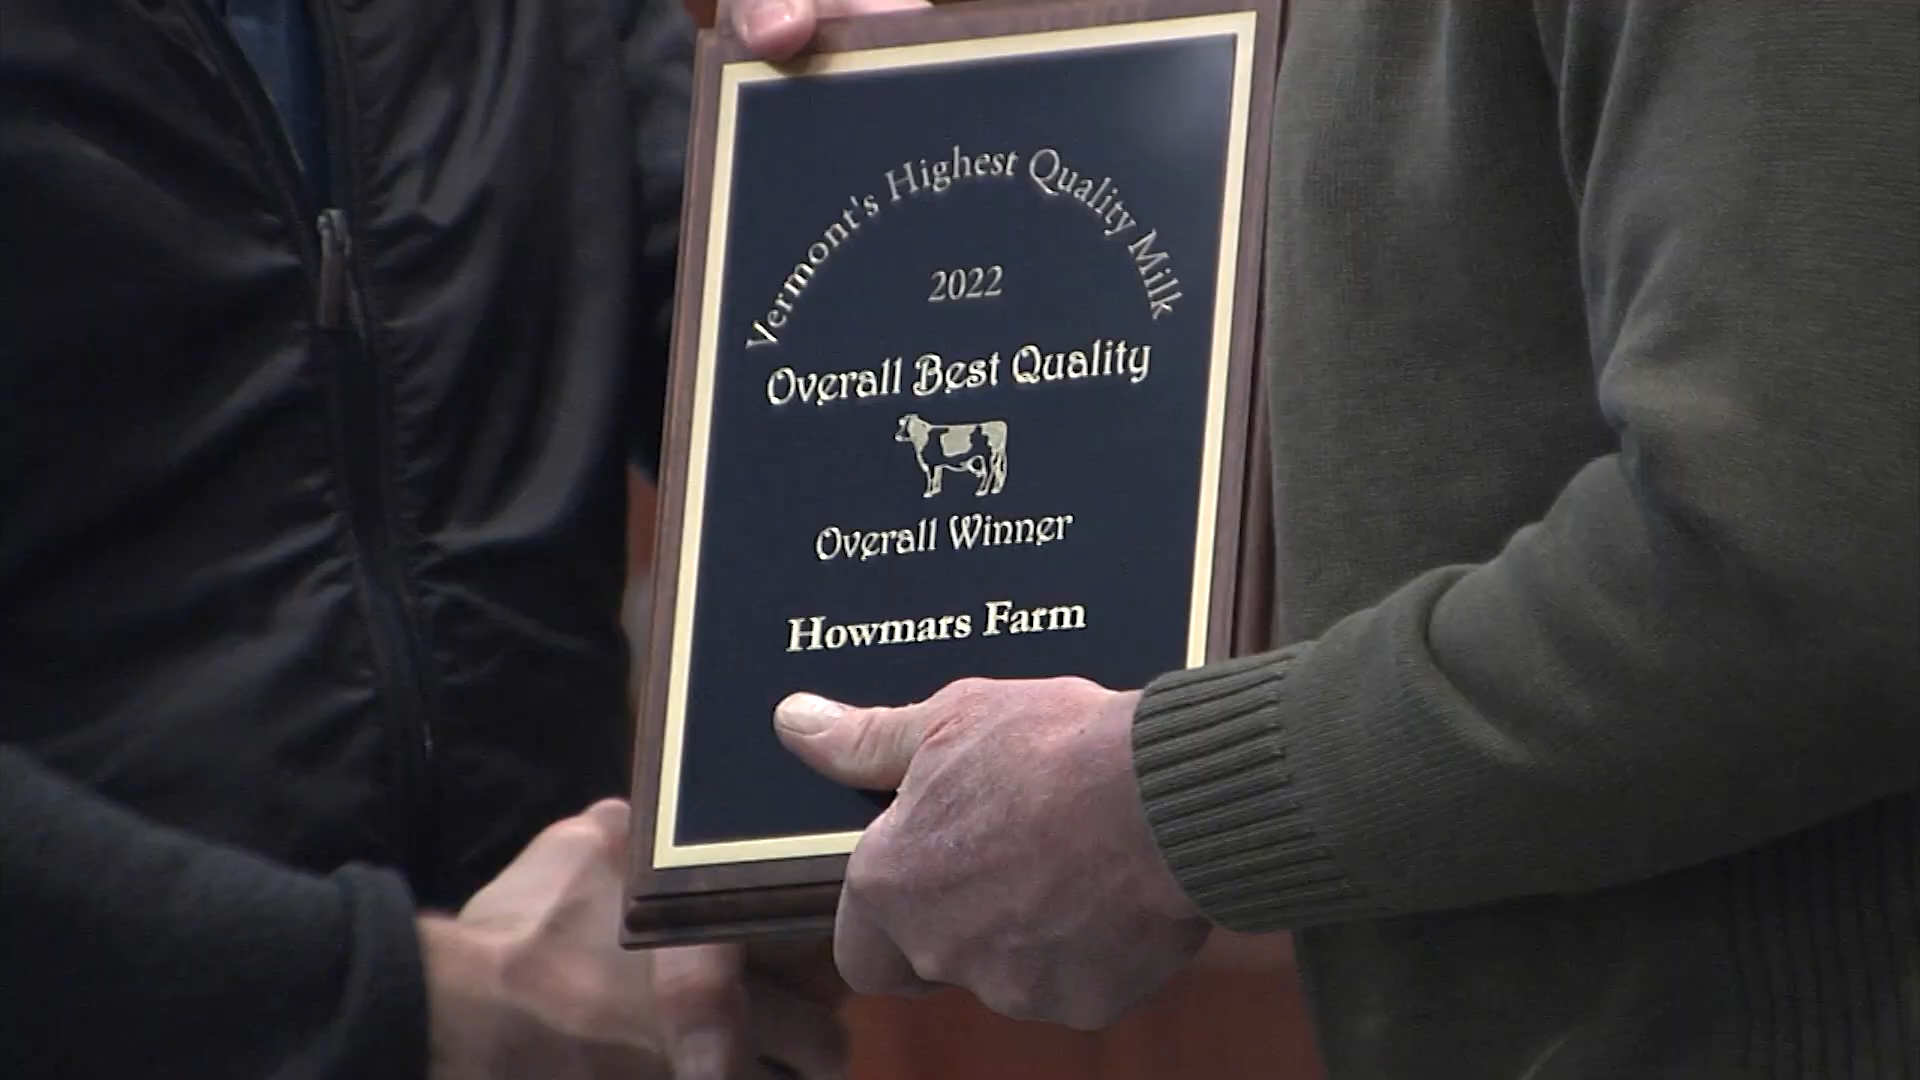 Vermont's Highest Quality Milk
2022
Overall Best Quality
Overall Winner
Howmars Farm